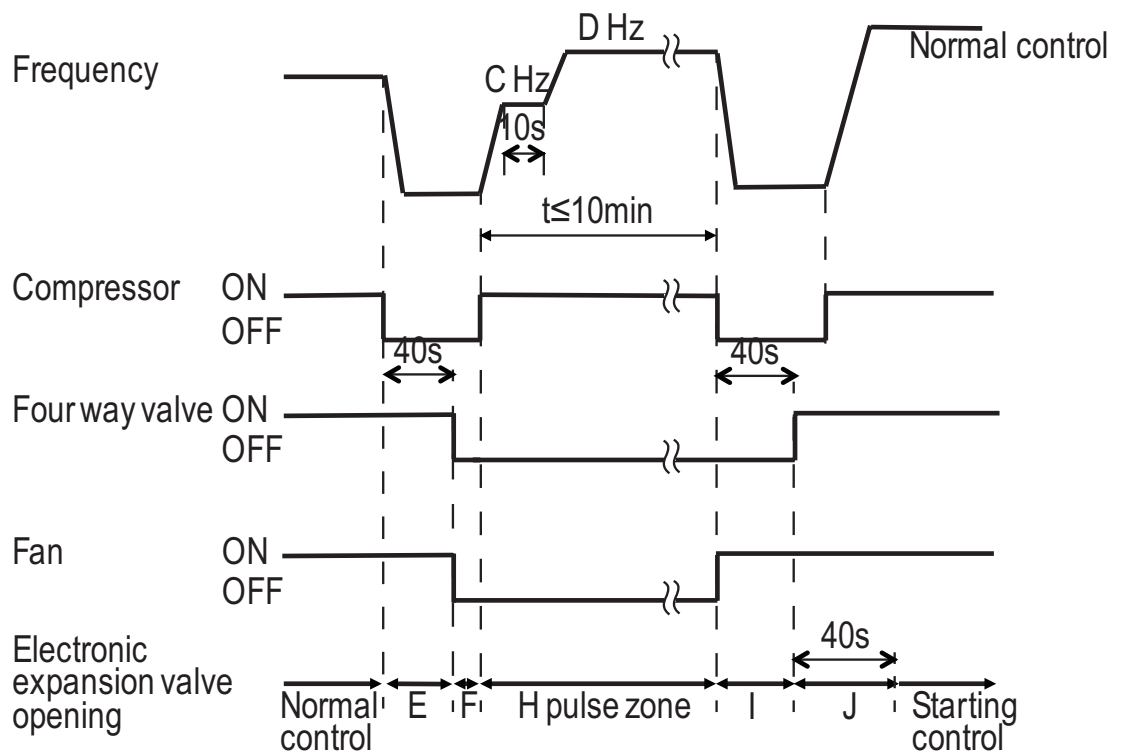 D Hz
Normal control
Frequency
C Hz
10s
t≤10min
Compressor ON
OFF
40s 40s
Four way valve ON
OFF
Fan ON
OFF
Electronic
expansion valve
opening
40s
Normal
control
E F H pulse zone I J Starting
control